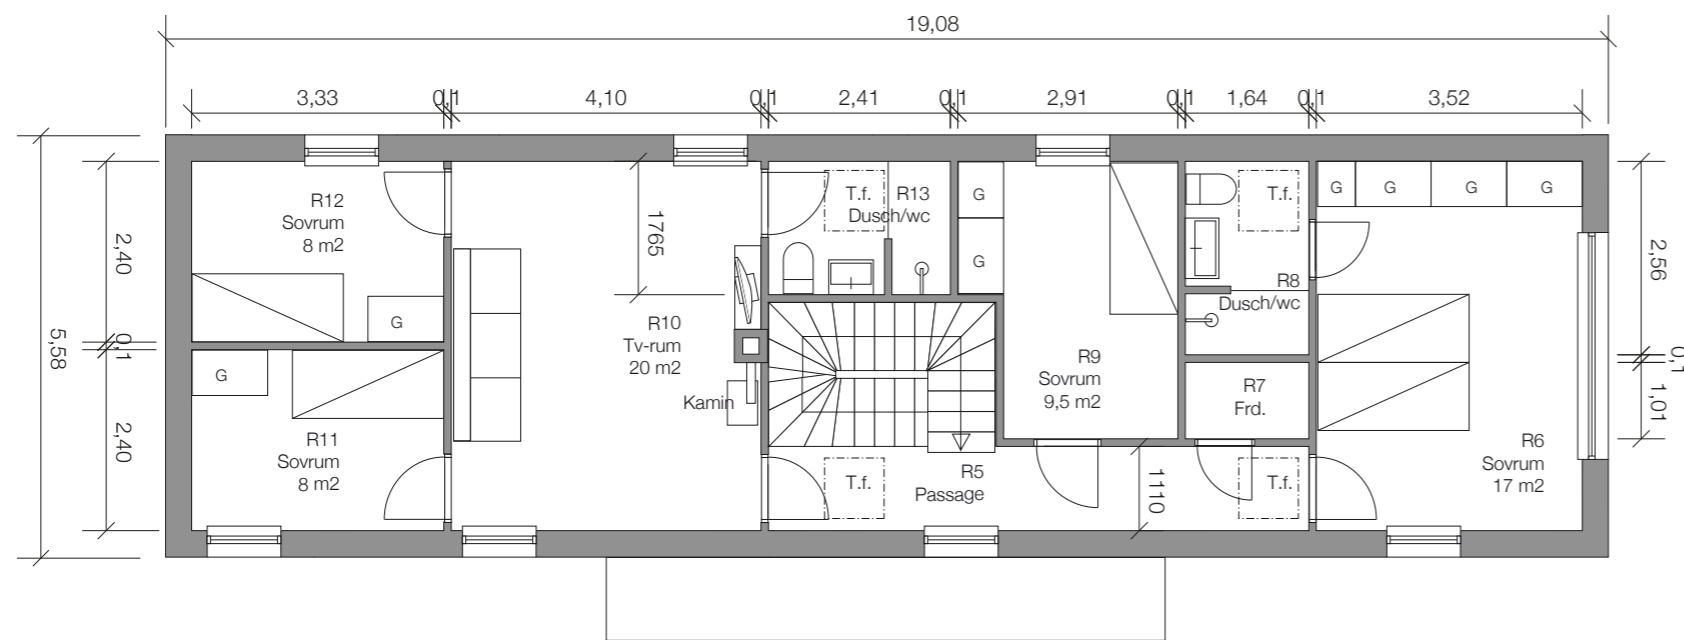 19,08
3,33
0,1
4,10
0,1
2,41
0,1
2,91
0,1
1,64
0,1
3,52
R12
Sovrum
8 m2
G
1765
T.f.
R13
Dusch/wc
G
G
T.f.
R8
Dusch/wc
G
G
G
G
2,40
0,1
2,40
5,58
2,56
0,1
1,01
R10
Tv-rum
20 m2
Kamin
R9
Sovrum
9,5 m2
R7
Frd.
G
R11
Sovrum
8 m2
T.f.
R5
Passage
1110
T.f.
R6
Sovrum
17 m2